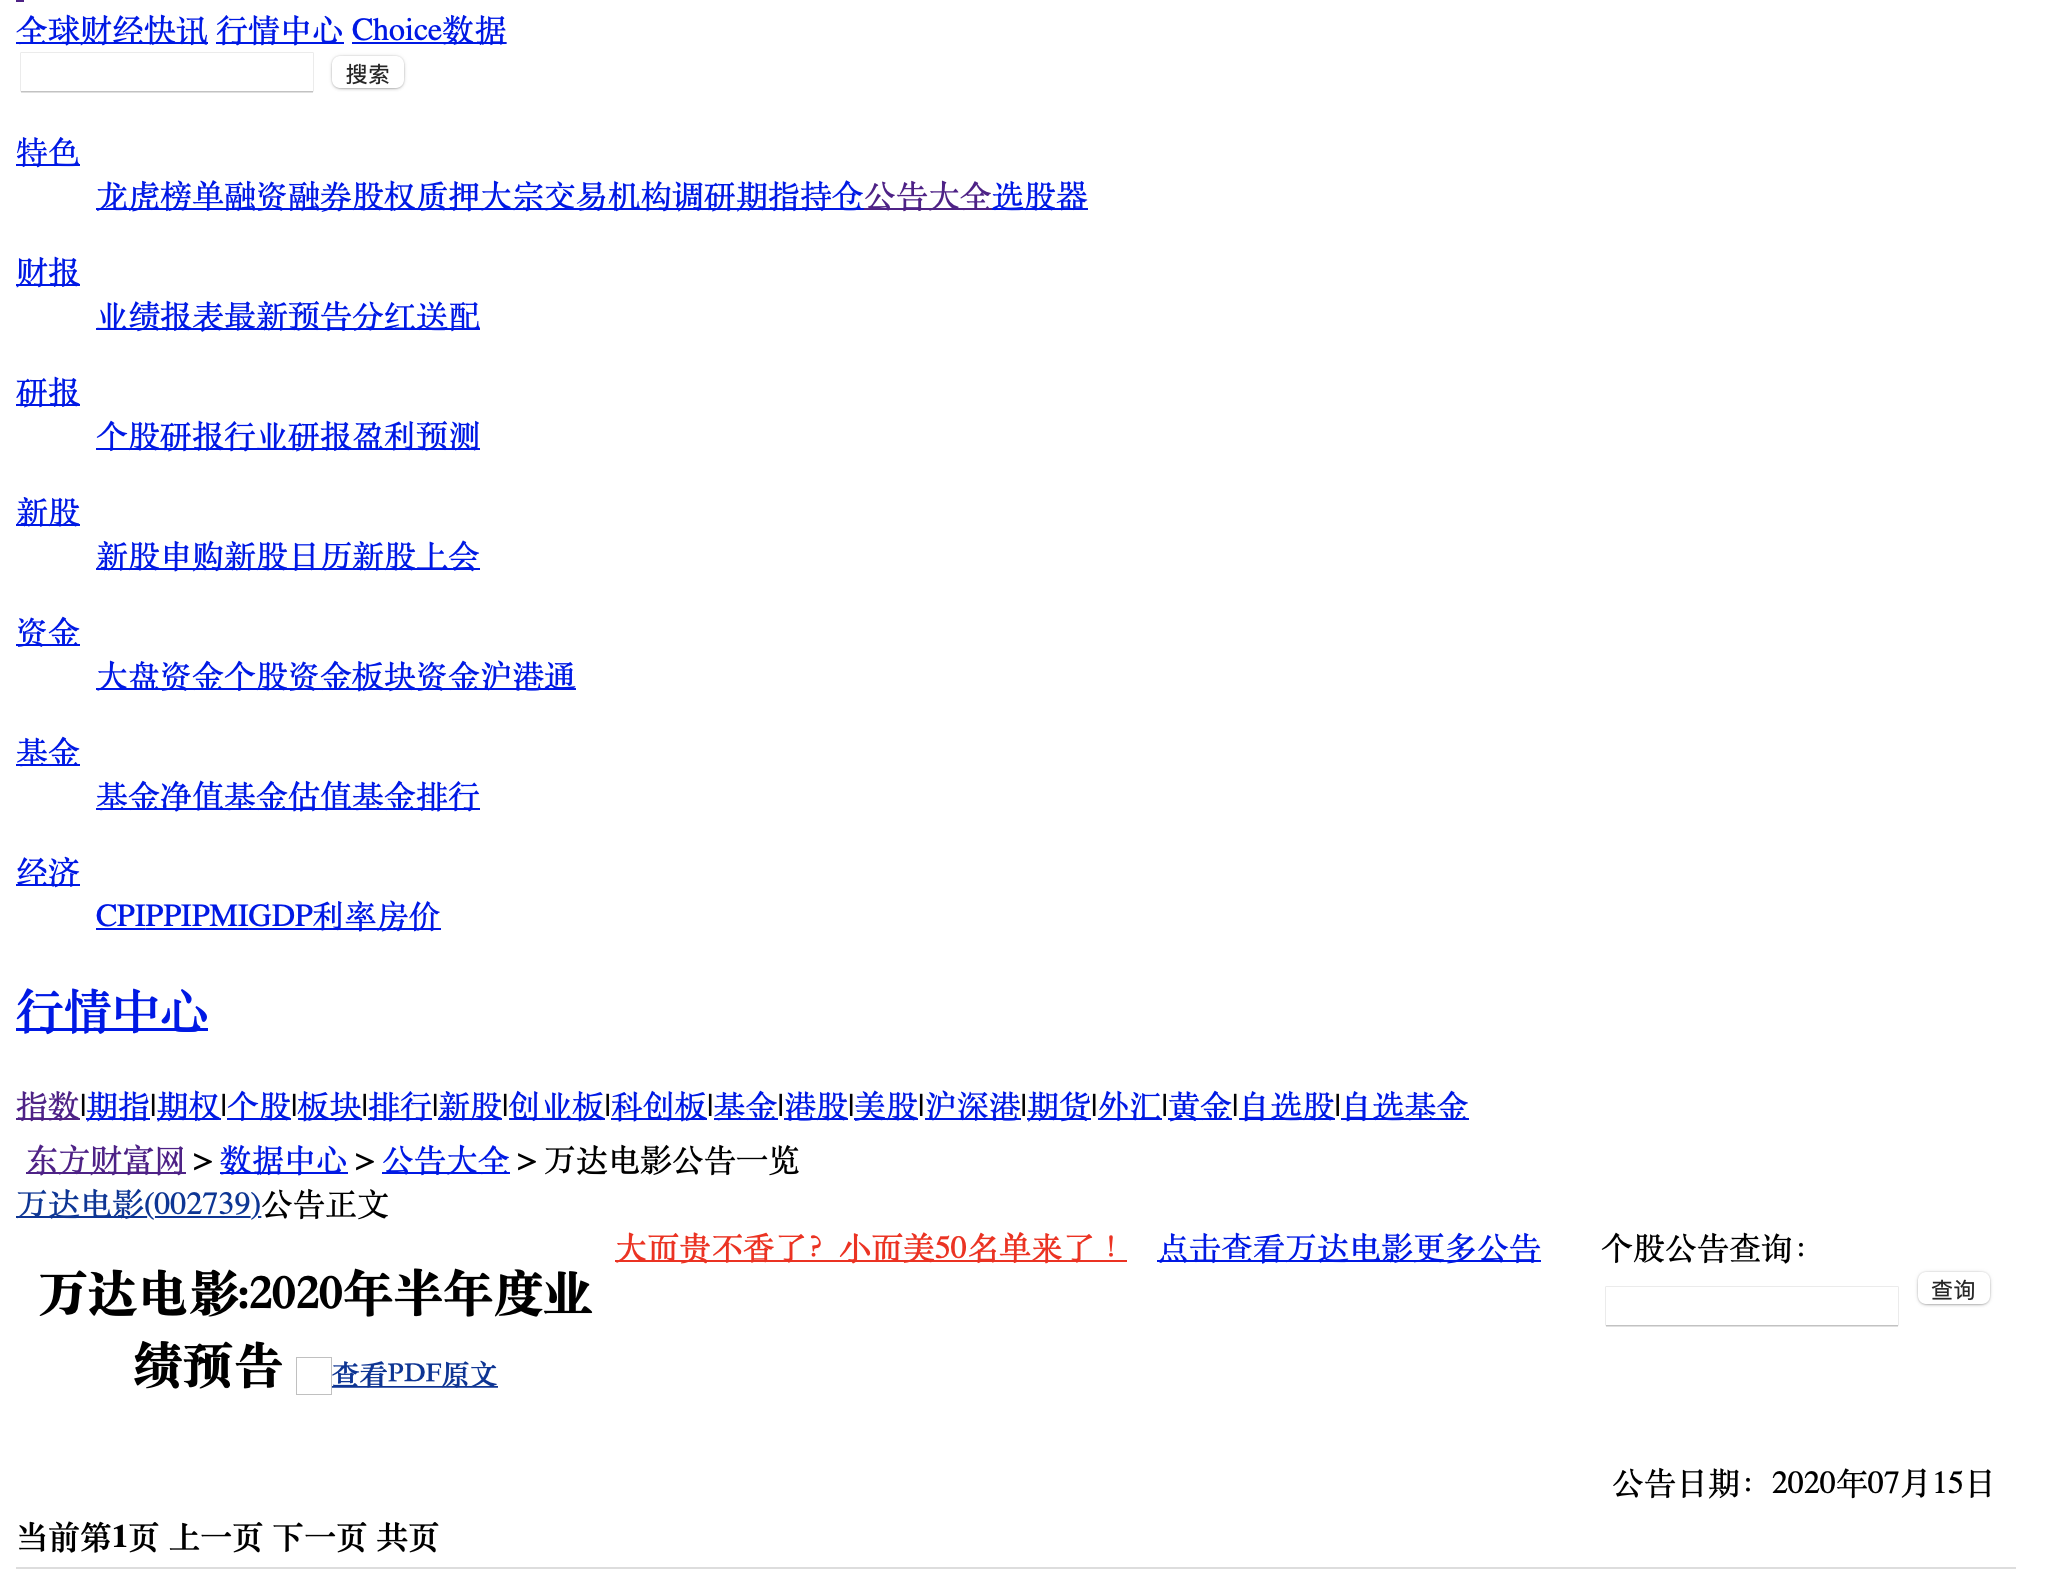 全球财经快讯 行情中心 Choice数据
搜索
特色
龙虎榜单融资融券股权质押大宗交易机构调研期指持仓公告大全选股器
财报
业绩报表最新预告分红送配
研报
个股研报行业研报盈利预测
新股
新股申购新股日历新股上会
资金
大盘资金个股资金板块资金沪港通
基金
基金净值基金估值基金排行
经济
CPIPPIPMIGDP利率房价
行情中心
指数|期指|期权|个股|板块|排行|新股|创业板|科创板|基金|港股|美股|沪深港|期货|外汇|黄金|自选股|自选基金
东方财富网 > 数据中心 > 公告大全 > 万达电影公告一览
万达电影(002739)公告正文
大而贵不香了？小而美50名单来了！ 点击查看万达电影更多公告 个股公告查询：
查询
万达电影:2020年半年度业
绩预告 查看PDF原文
公告日期：2020年07月15日
当前第1页 上一页 下一页 共页